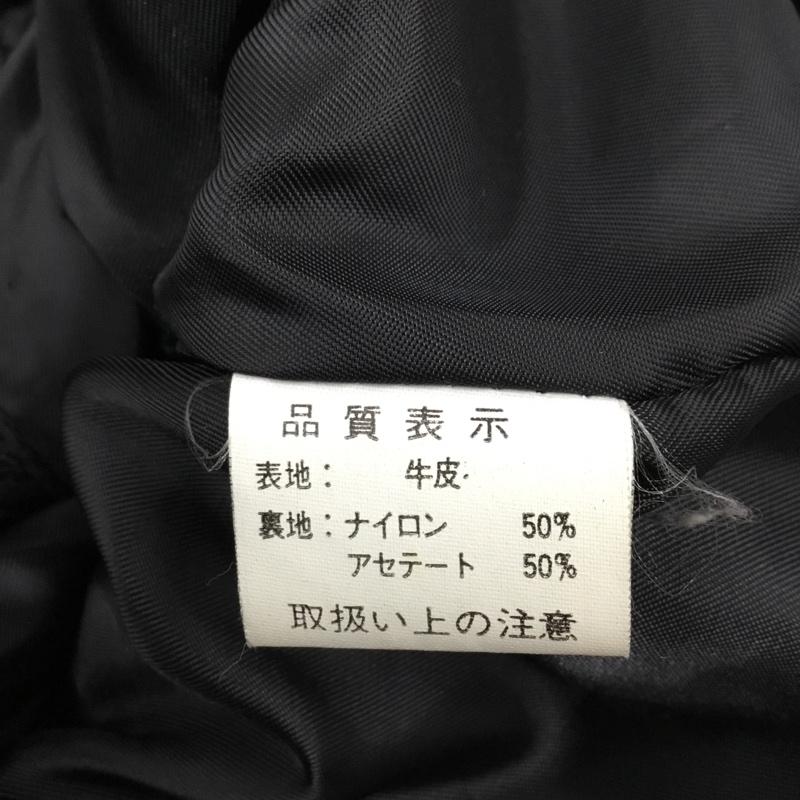 品質表示
表地: 牛皮
裏地: ナイロン 50%
アセテート 50%
取扱い上の注意